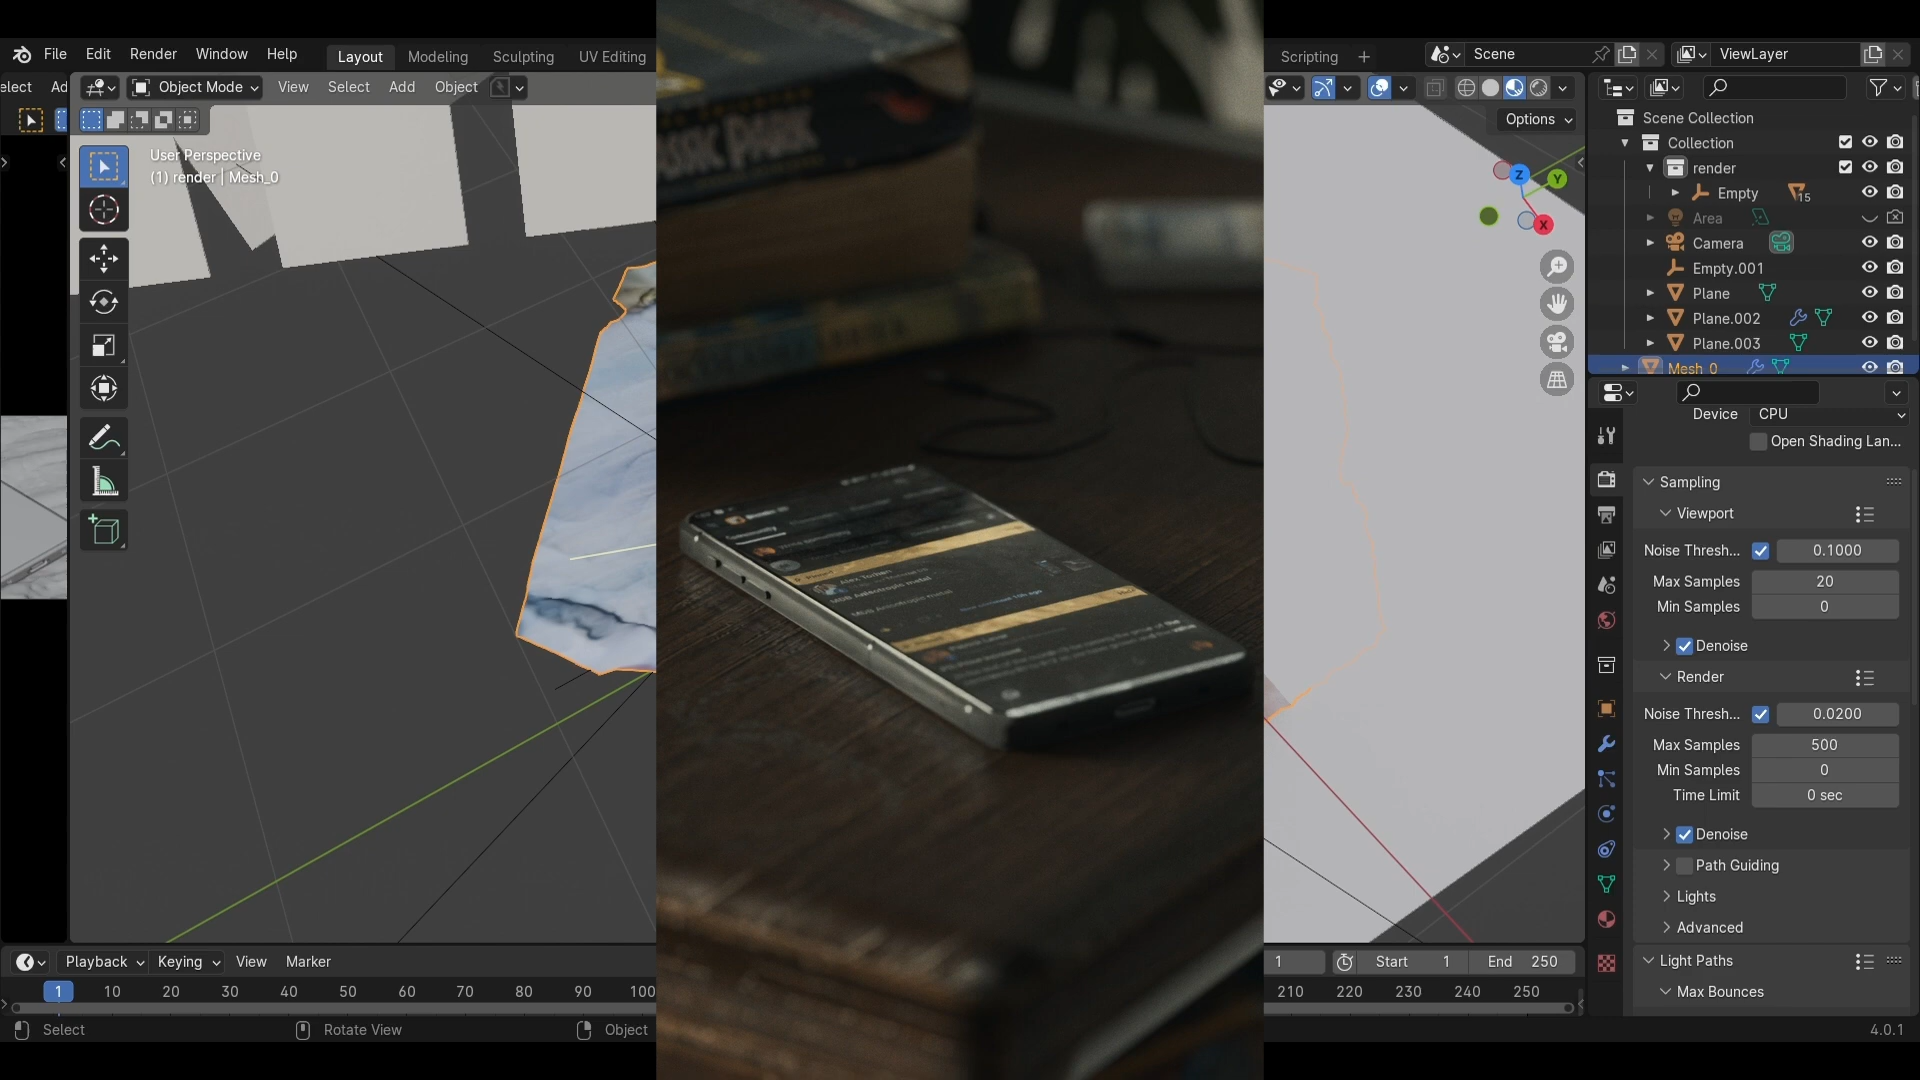 File Edit Render Window Help Layout Modeling Sculpting UV Editing Scripting + Scene ViewLayer
elect Ad Object Mode View Select Add Object
Options
User Perspective
(1) render | Mesh_0
Z Y X
Scene Collection
Collection
render
Empty 15
Area
Camera
Empty.001
Plane
Plane.002
Plane.003
Mesh_0
Device CPU
Open Shading Lan...
Sampling
Viewport
Noise Thresh... 0.1000
Max Samples 20
Min Samples 0
Denoise
Render
Noise Thresh... 0.0200
Max Samples 500
Min Samples 0
Time Limit 0 sec
Denoise
Path Guiding
Lights
Advanced
Light Paths
Max Bounces
PARK
Alex
metal
Playback Keying View Marker 1 Start 1 End 250
1 10 20 30 40 50 60 70 80 90 100 210 220 230 240 250
Select Rotate View Object 4.0.1